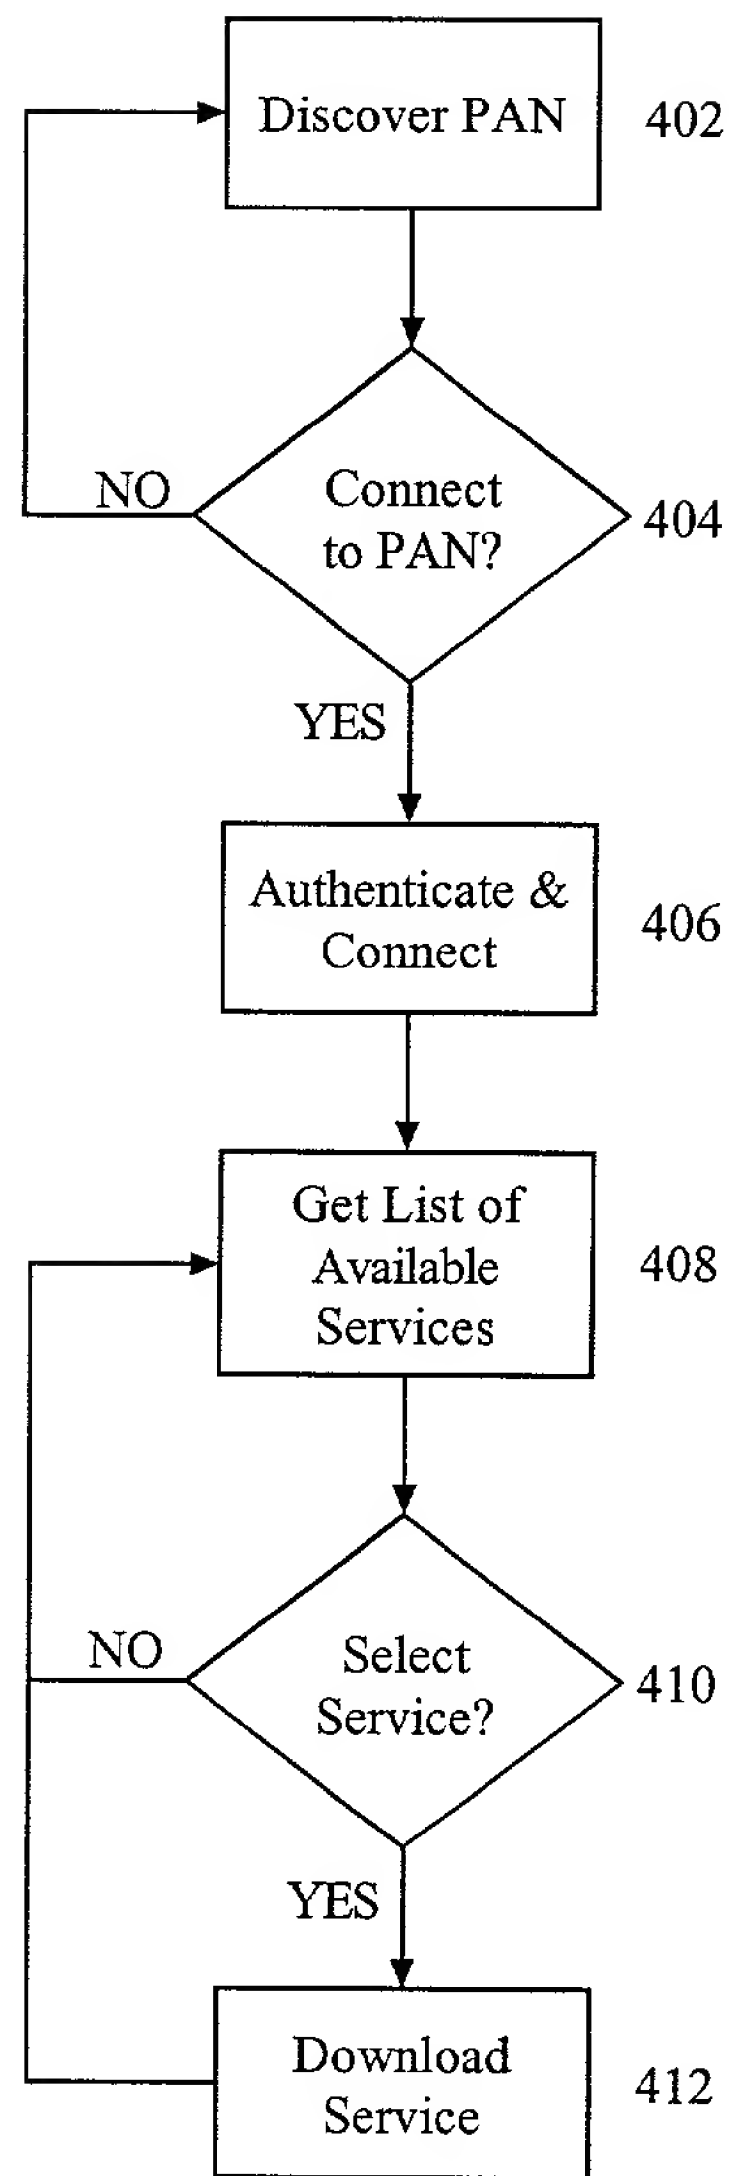 Discover PAN
402
NO
Connect
to PAN?
404
YES
Authenticate &
Connect
406
Get List of
Available
Services
408
NO
Select
Service?
410
YES
Download
Service
412